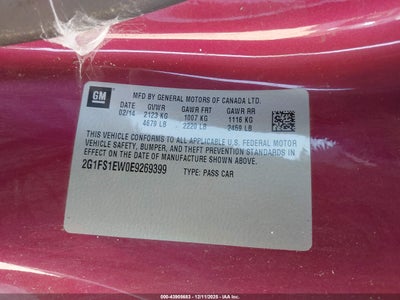 GM
MFD BY GENERAL MOTORS OF CANADA LTD.
DATE GVWR GAWR FRT GAWR RR
02/14 2123 KG 1007 KG 1116 KG
4679 LB 2220 LB 2459 LB
THIS VEHICLE CONFORMS TO ALL APPLICABLE U.S. FEDERAL MOTOR
VEHICLE SAFETY, BUMPER, AND THEFT PREVENTION STANDARDS IN
EFFECT ON THE DATE OF MANUFACTURE SHOWN ABOVE.
2G1FS1EW0E9269399 TYPE: PASS CAR
000-43909663 - 12/11/2025 - IAAI